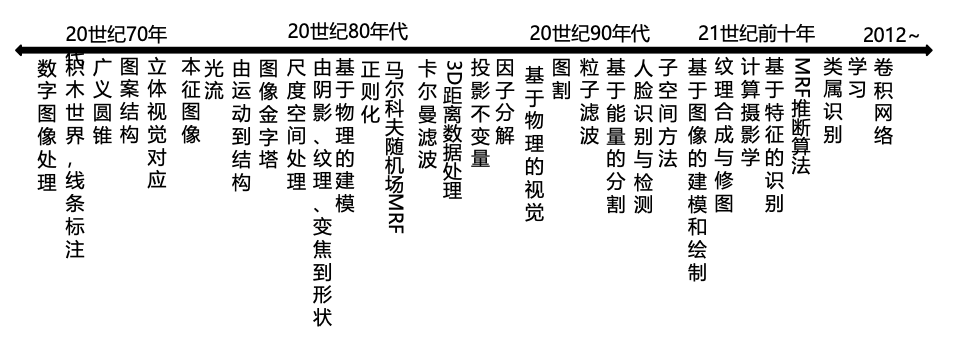 20世纪70年代
20世纪80年代
20世纪90年代
21世纪前十年
2012~
数字图像处理
积木世界,线条标注
广义圆锥
图案结构
立体视觉对应
本征图像
光流
由运动到结构
图像金字塔
尺度空间处理
由阴影、纹理、变焦到形状
基于物理的建模
正则化
马尔科夫随机场MRF
卡尔曼滤波
3D距离数据处理
投影不变量
因子分解
基于物理的视觉
图割
粒子滤波
基于能量的分割
人脸识别与检测
子空间方法
基于图像的建模和绘制
纹理合成与修图
计算摄影学
基于特征的识别
MRF推断算法
类属识别
学习
卷积网络